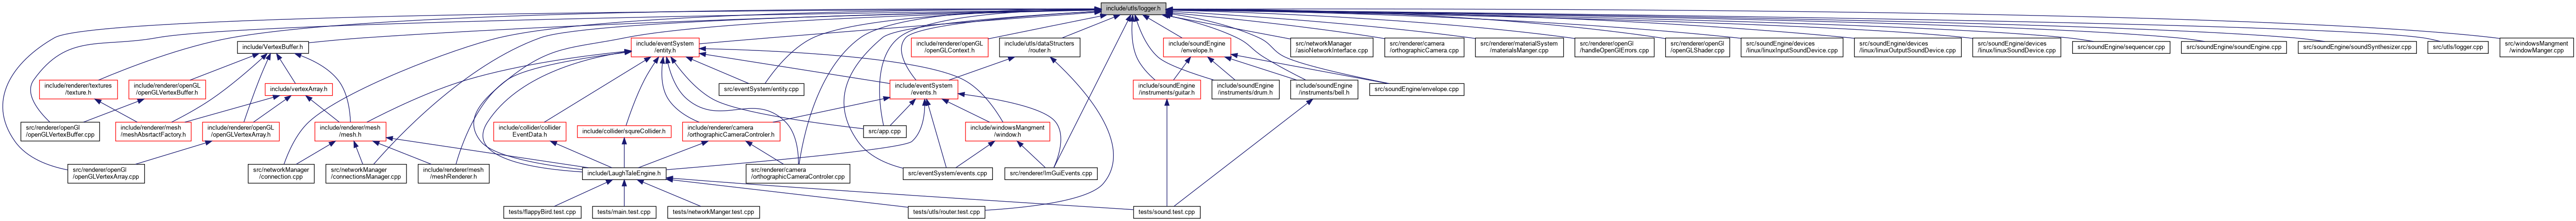 include/utls/logger.h
include/VertexBuffer.h
include/eventSystem
/entity.h
include/renderer/openGL
/openGLContext.h
include/utls/dataStructers
/router.h
include/soundEngine
/envelope.h
src/networkManager
/asioNetworkInterface.cpp
src/renderer/camera
/orthographicCamera.cpp
src/renderer/materialSystem
/materialsManger.cpp
src/renderer/openGl
/handleOpenGlErrors.cpp
src/renderer/openGl
/openGLShader.cpp
src/soundEngine/devices
/linux/linuxInputSoundDevice.cpp
src/soundEngine/devices
/linux/linuxOutputSoundDevice.cpp
src/soundEngine/devices
/linux/linuxSoundDevice.cpp
src/soundEngine/sequencer.cpp
src/soundEngine/soundEngine.cpp
src/soundEngine/soundSynthesizer.cpp
src/utls/logger.cpp
src/windowsMangment
/windowManger.cpp
include/renderer/textures
/texture.h
include/renderer/openGL
/openGLVertexBuffer.h
include/vertexArray.h
src/eventSystem/entity.cpp
include/eventSystem
/events.h
include/soundEngine
/instruments/guitar.h
include/soundEngine
/instruments/drum.h
include/soundEngine
/instruments/bell.h
src/soundEngine/envelope.cpp
src/renderer/openGl
/openGLVertexBuffer.cpp
include/renderer/mesh
/meshAbsrtactFactory.h
include/renderer/openGL
/openGLVertexArray.h
include/renderer/mesh
/mesh.h
include/collider/collider
EventData.h
include/collider/squreCollider.h
include/renderer/camera
/orthographicCameraControler.h
src/app.cpp
include/windowsMangment
/window.h
src/renderer/openGl
/openGLVertexArray.cpp
src/networkManager
/connection.cpp
src/networkManager
/connectionsManager.cpp
include/renderer/mesh
/meshRenderer.h
include/LaughTaleEngine.h
src/renderer/camera
/orthographicCameraControler.cpp
src/eventSystem/events.cpp
src/renderer/ImGuiEvents.cpp
tests/flappyBird.test.cpp
tests/main.test.cpp
tests/networkManger.test.cpp
tests/utls/router.test.cpp
tests/sound.test.cpp